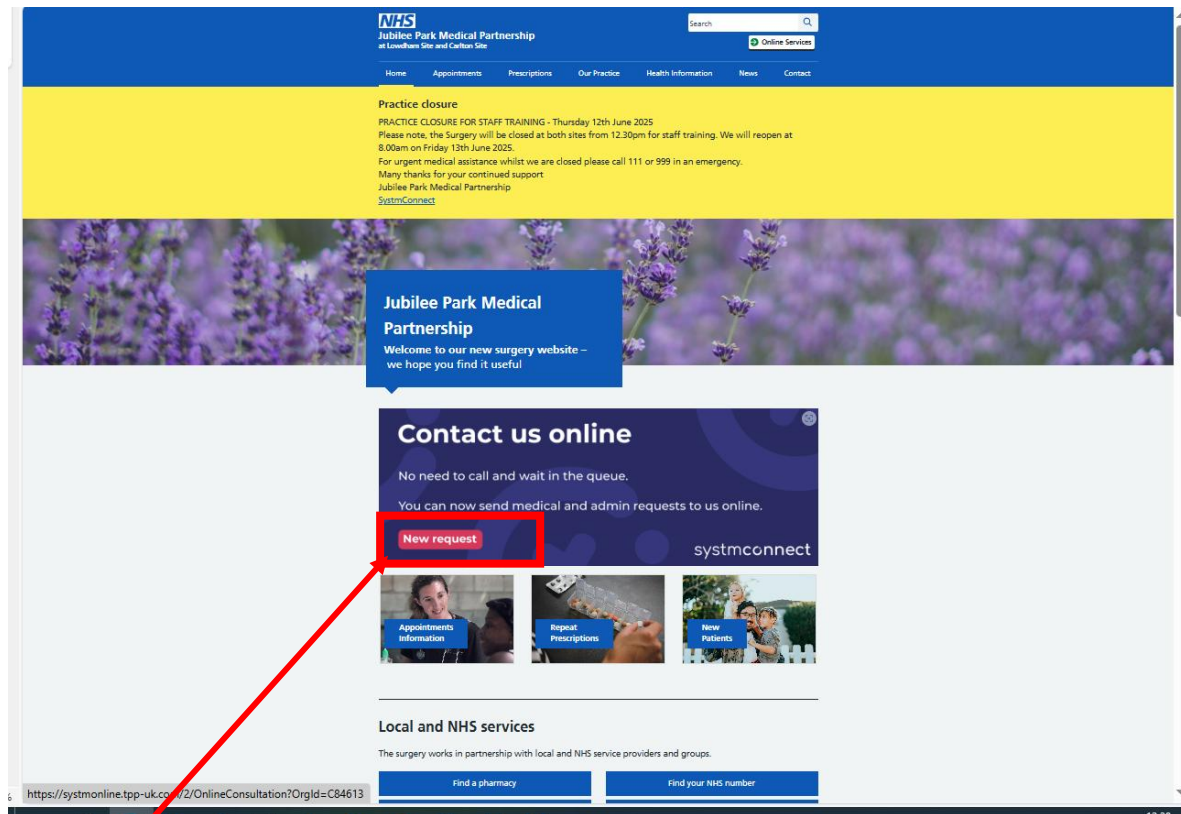 NHS
Jubilee Park Medical Partnership
at Lowdham Site and Carlton Site
Search
Online Services
Home Appointments Prescriptions Our Practice Health Information News Contact
Practice closure
PRACTICE CLOSURE FOR STAFF TRAINING - Thursday 12th June 2025
Please note, the Surgery will be closed at both sites from 12.30pm for staff training. We will reopen at
8.00am on Friday 13th June 2025.
For urgent medical assistance whilst we are closed please call 111 or 999 in an emergency.
Many thanks for your continued support
Jubilee Park Medical Partnership
SystmConnect
Jubilee Park Medical
Partnership
Welcome to our new surgery website –
we hope you find it useful
Contact us online
No need to call and wait in the queue.
You can now send medical and admin requests to us online.
New request
systmconnect
Appointments
Information
Repeat
Prescriptions
New
Patients
Local and NHS services
The surgery works in partnership with local and NHS service providers and groups.
Find a pharmacy
Find your NHS number
https://systmonline.tpp-uk.com/2/OnlineConsultation?OrgId=C84613